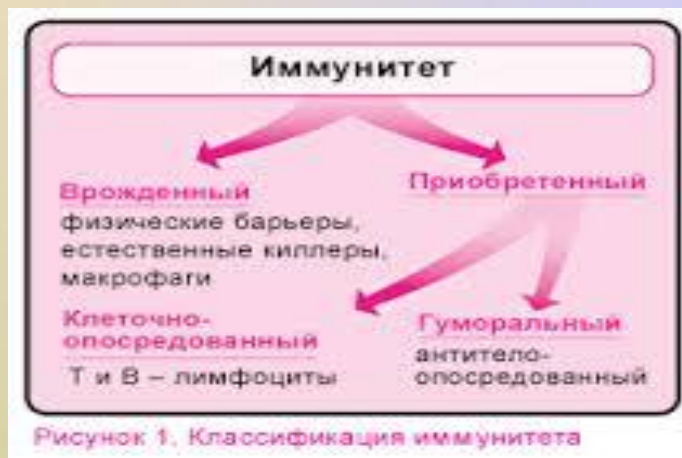 Иммунитет
Врожденный
физические барьеры,
естественные киллеры,
макрофаги
Приобретенный
Клеточно-
опосредованный
Т и В – лимфоциты
Гуморальный
антитело-
опосредованный
Рисунок 1. Классификация иммунитета